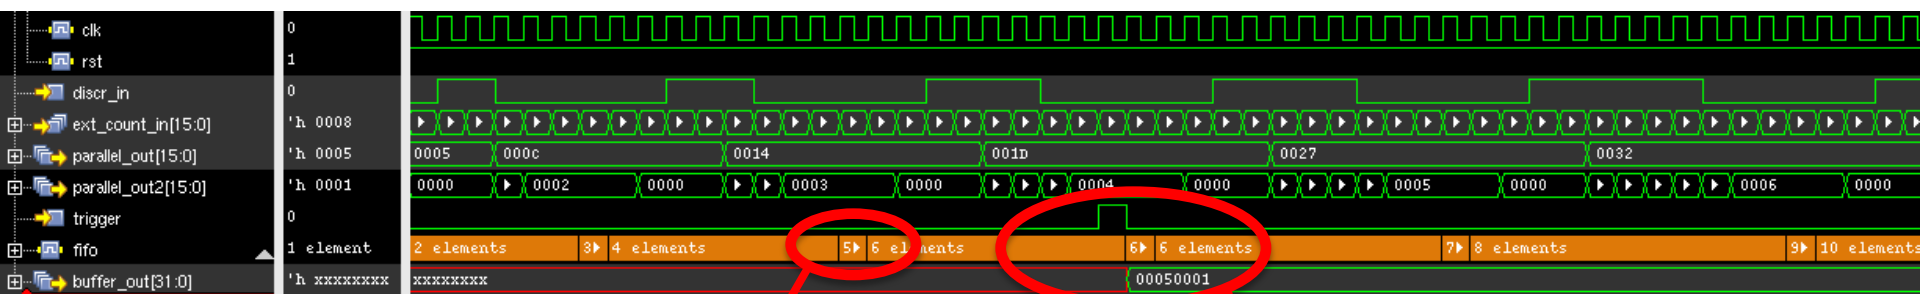 clk 0
rst 1
discr_in 0
ext_count_in[15:0] 'h 0008
parallel_out[15:0] 'h 0005 0005 000c 0014 001D 0027 0032
parallel_out2[15:0] 'h 0001 0000 0002 0000 0003 0000 0004 0000 0005 0000 0006 0000
trigger 0
fifo 1 element 2 elements 3 4 elements 5 6 elements 6 6 elements 7 8 elements 9 10 elements
buffer_out[31:0] 'h xxxxxxxx xxxxxxxx 00050001